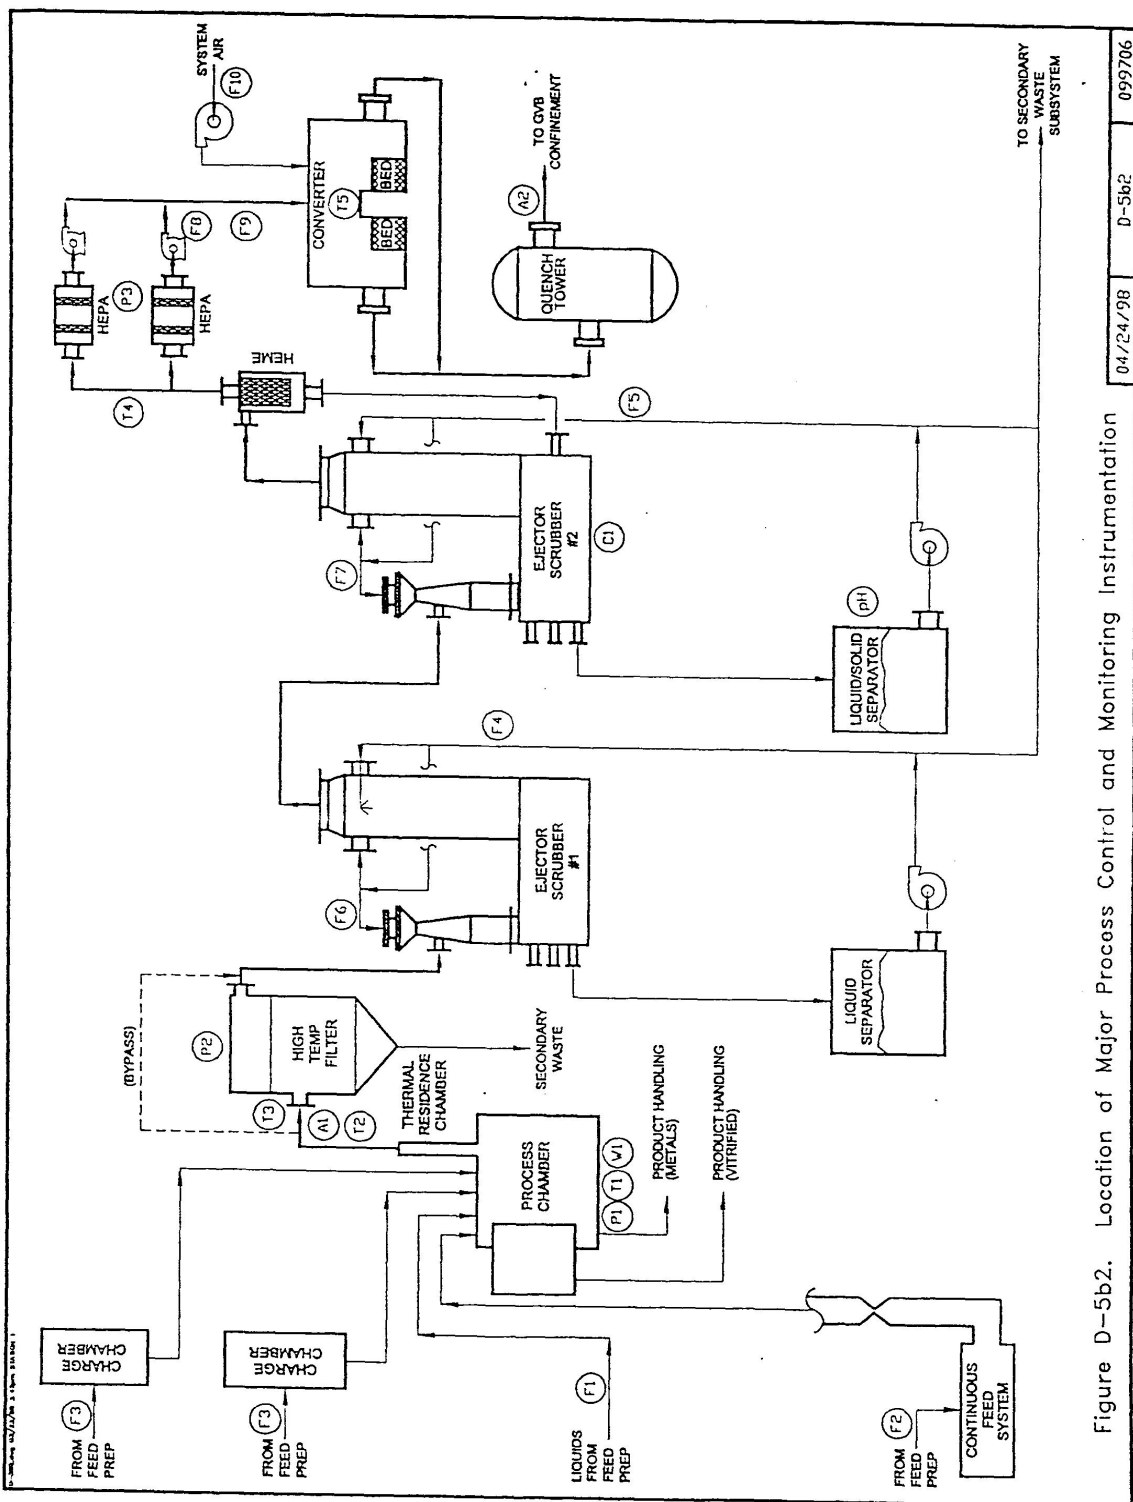 FROM
FEED
PREP
F3
CHARGE
CHAMBER
FROM
FEED
PREP
F3
CHARGE
CHAMBER
LIQUIDS
FROM
FEED
PREP
F1
FROM
FEED
PREP
F2
CONTINUOUS
FEED
SYSTEM
PROCESS
CHAMBER
P1
T1
W1
PRODUCT HANDLING
(METALS)
PRODUCT HANDLING
(VITRIFIED)
THERMAL
RESIDENCE
CHAMBER
T3
A1
T2
(BYPASS)
P2
HIGH
TEMP
FILTER
SECONDARY
WASTE
F6
EJECTOR
SCRUBBER
#1
F4
LIQUID
SEPARATOR
F7
EJECTOR
SCRUBBER
#2
C1
F5
LIQUID/SOLID
SEPARATOR
pH
HEME
T4
HEPA
P3
HEPA
F8
F9
SYSTEM
AIR
F10
CONVERTER
T5
BED
BED
QUENCH
TOWER
A2
TO GVB
CONFINEMENT
TO SECONDARY
WASTE
SUBSYSTEM
Figure D-5b2. Location of Major Process Control and Monitoring Instrumentation
04/24/98
D-5b2
099706